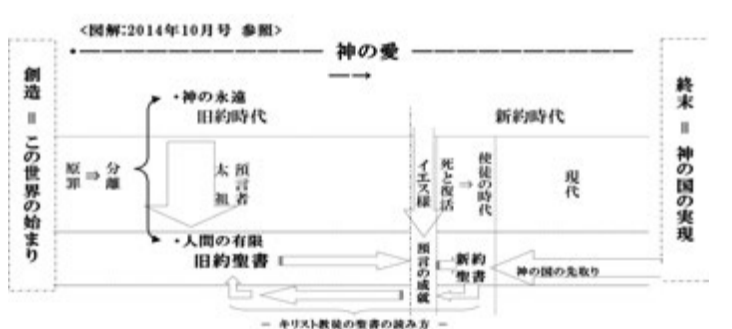 <図解:2014年10月号 参照>
神の愛
創造＝この世界の始まり
・神の永遠
旧約時代
新約時代
原罪⇒分離
太祖
預言者
イエス様
死と復活
⇒
使徒の時代
現代
・人間の有限
旧約聖書
預言の成就
新約
聖書
神の国の先取り
終末＝神の国の実現
－ キリスト教徒の聖書の読み方 －